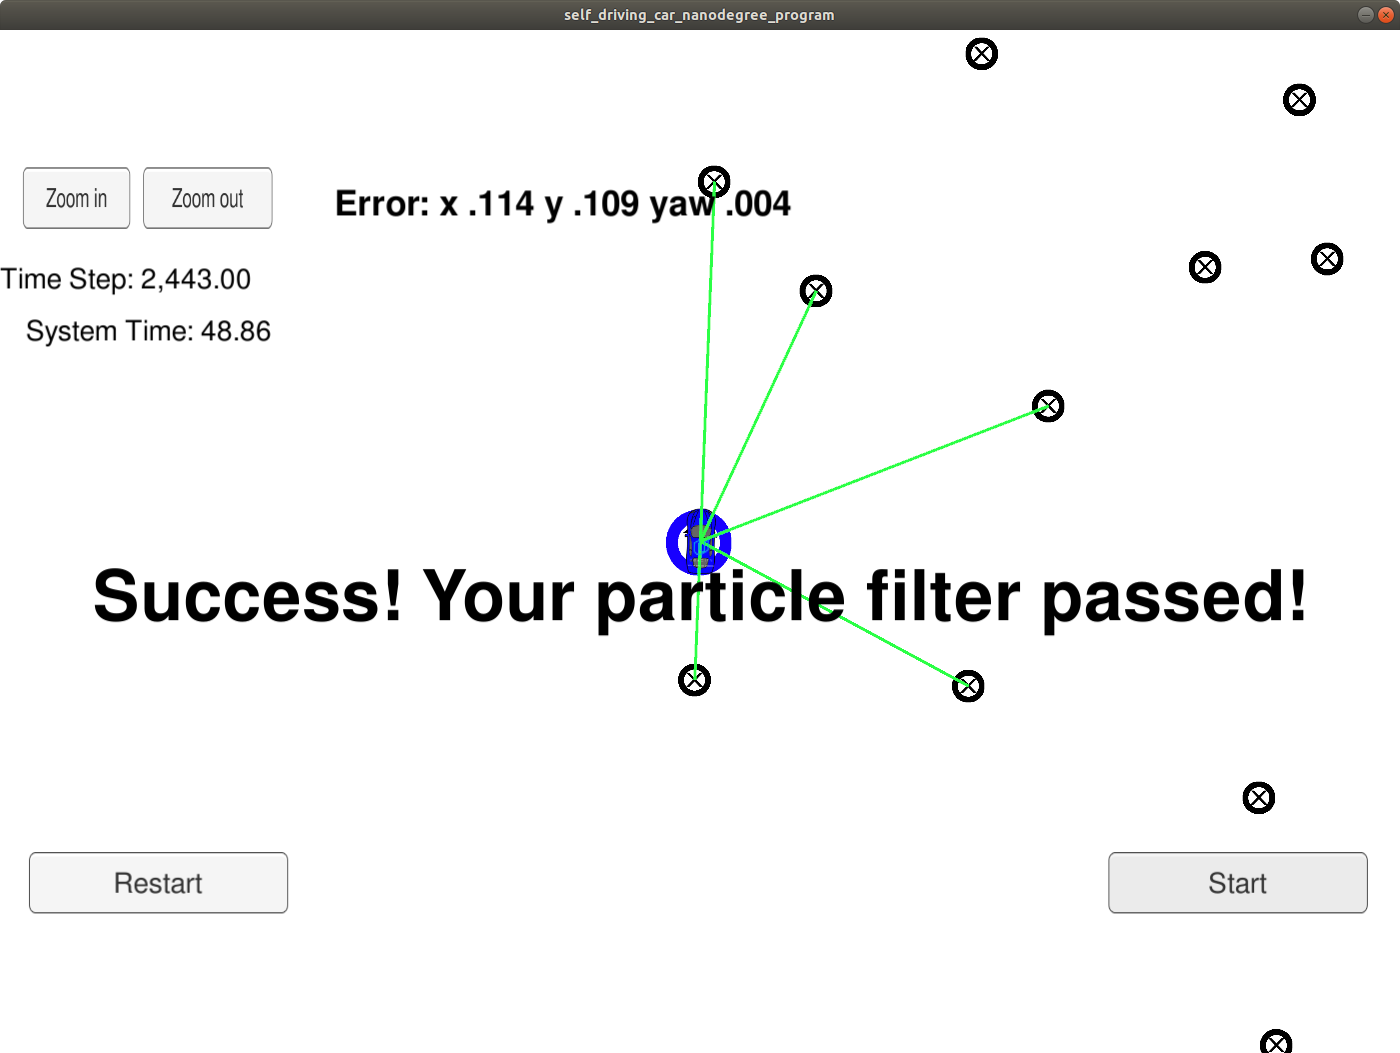 self_driving_car_nanodegree_program
Zoom in
Zoom out
Error: x .114 y .109 yaw .004
Time Step: 2,443.00
System Time: 48.86
Success! Your particle filter passed!
Restart
Start